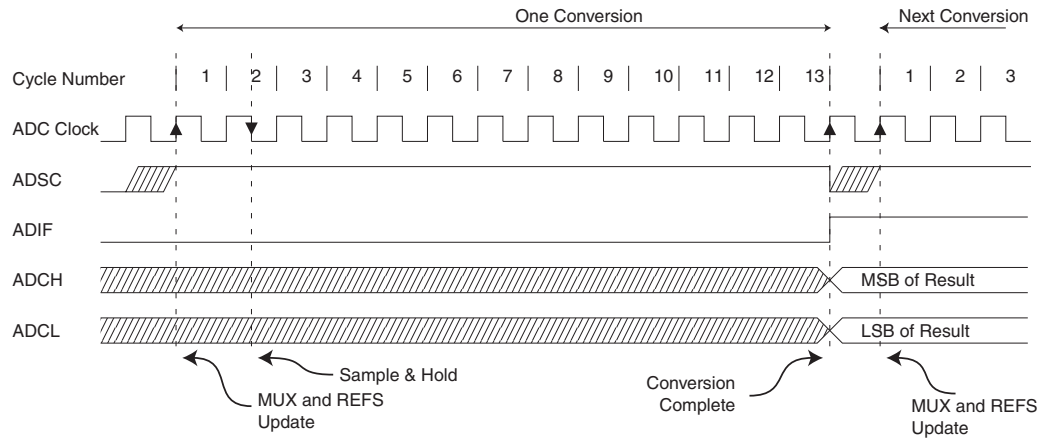 One Conversion
Next Conversion
Cycle Number
1 2 3 4 5 6 7 8 9 10 11 12 13 1 2 3
ADC Clock
ADSC
ADIF
ADCH
MSB of Result
ADCL
LSB of Result
Sample & Hold
MUX and REFS
Update
Conversion
Complete
MUX and REFS
Update